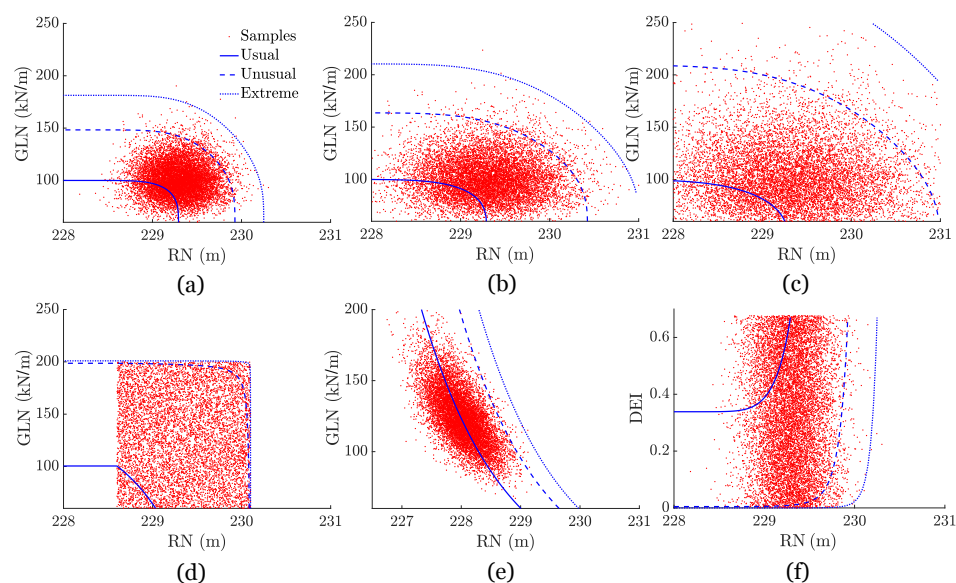 250
200
150
100
GLN (kN/m)
228
229
230
231
RN (m)
Samples
Usual
Unusual
Extreme
(a)
250
200
150
100
GLN (kN/m)
228
229
230
231
RN (m)
(b)
250
200
150
100
GLN (kN/m)
228
229
230
231
RN (m)
(c)
250
200
150
100
GLN (kN/m)
228
229
230
231
RN (m)
(d)
200
150
100
GLN (kN/m)
227
228
229
230
RN (m)
(e)
0.6
0.4
0.2
0
DEI
228
229
230
231
RN (m)
(f)